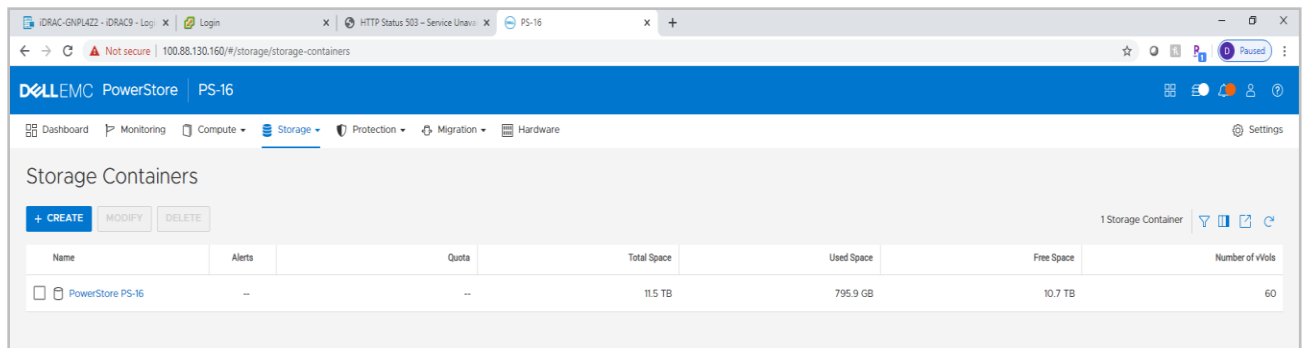 iDRAC-GNPL4Z2 - iDRAC9 - Logi
Login
HTTP Status 503 – Service Unavai
PS-16
Not secure | 100.88.130.160/#/storage/storage-containers
Paused
DELLEMC PowerStore PS-16
Dashboard Monitoring Compute Storage Protection Migration Hardware Settings
Storage Containers
+ CREATE MODIFY DELETE 1 Storage Container
Name Alerts Quota Total Space Used Space Free Space Number of vVols
PowerStore PS-16 -- -- 11.5 TB 795.9 GB 10.7 TB 60